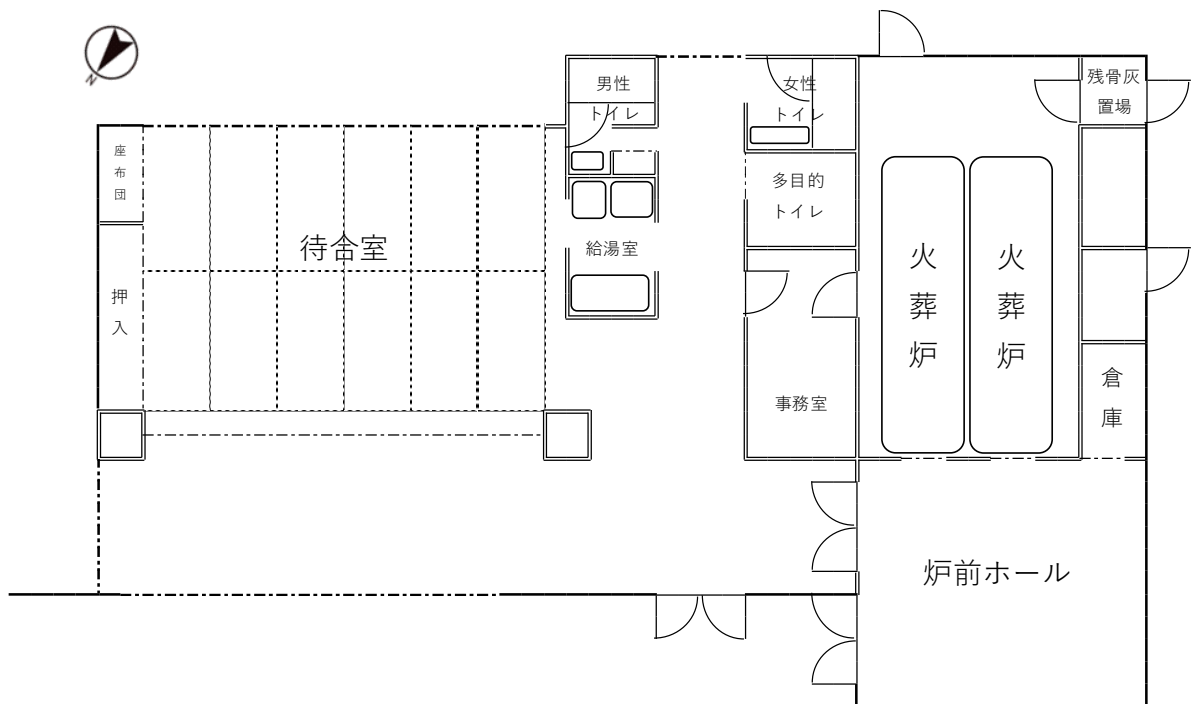 N
男性
トイレ
女性
トイレ
残骨灰
置場
座布団
待合室
押入
給湯室
多目的
トイレ
火葬炉
火葬炉
事務室
倉庫
炉前ホール